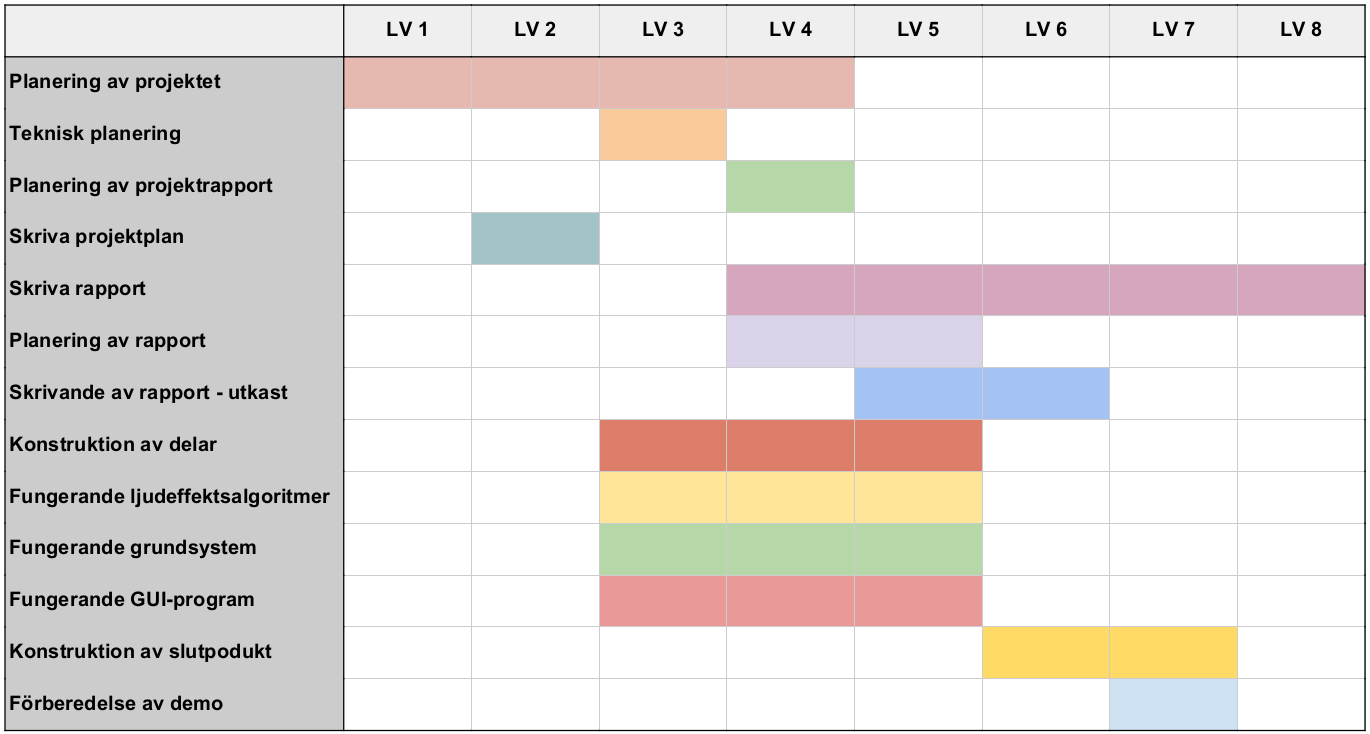 LV 1 LV 2 LV 3 LV 4 LV 5 LV 6 LV 7 LV 8
Planering av projektet
Teknisk planering
Planering av projektrapport
Skriva projektplan
Skriva rapport
Planering av rapport
Skrivande av rapport - utkast
Konstruktion av delar
Fungerande ljudeffektsalgoritmer
Fungerande grundsystem
Fungerande GUI-program
Konstruktion av slutpodukt
Förberedelse av demo